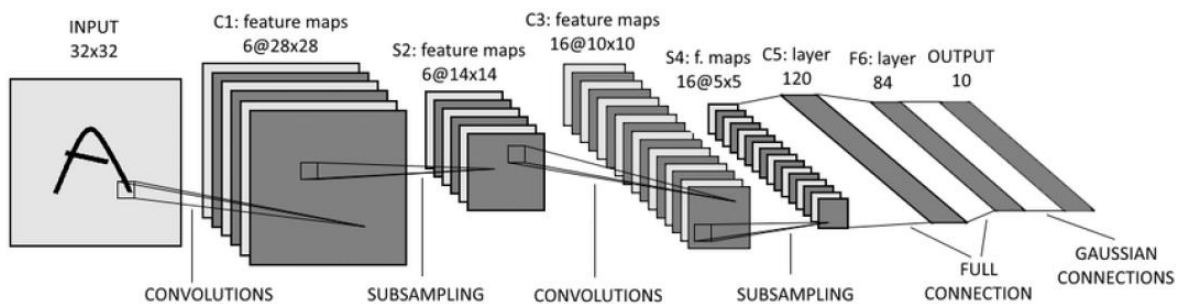 INPUT
32x32
C1: feature maps
6@28x28
S2: feature maps
6@14x14
C3: feature maps
16@10x10
S4: f. maps
16@5x5
C5: layer
120
F6: layer
84
OUTPUT
10
A
CONVOLUTIONS
SUBSAMPLING
CONVOLUTIONS
SUBSAMPLING
FULL
CONNECTION
GAUSSIAN
CONNECTIONS